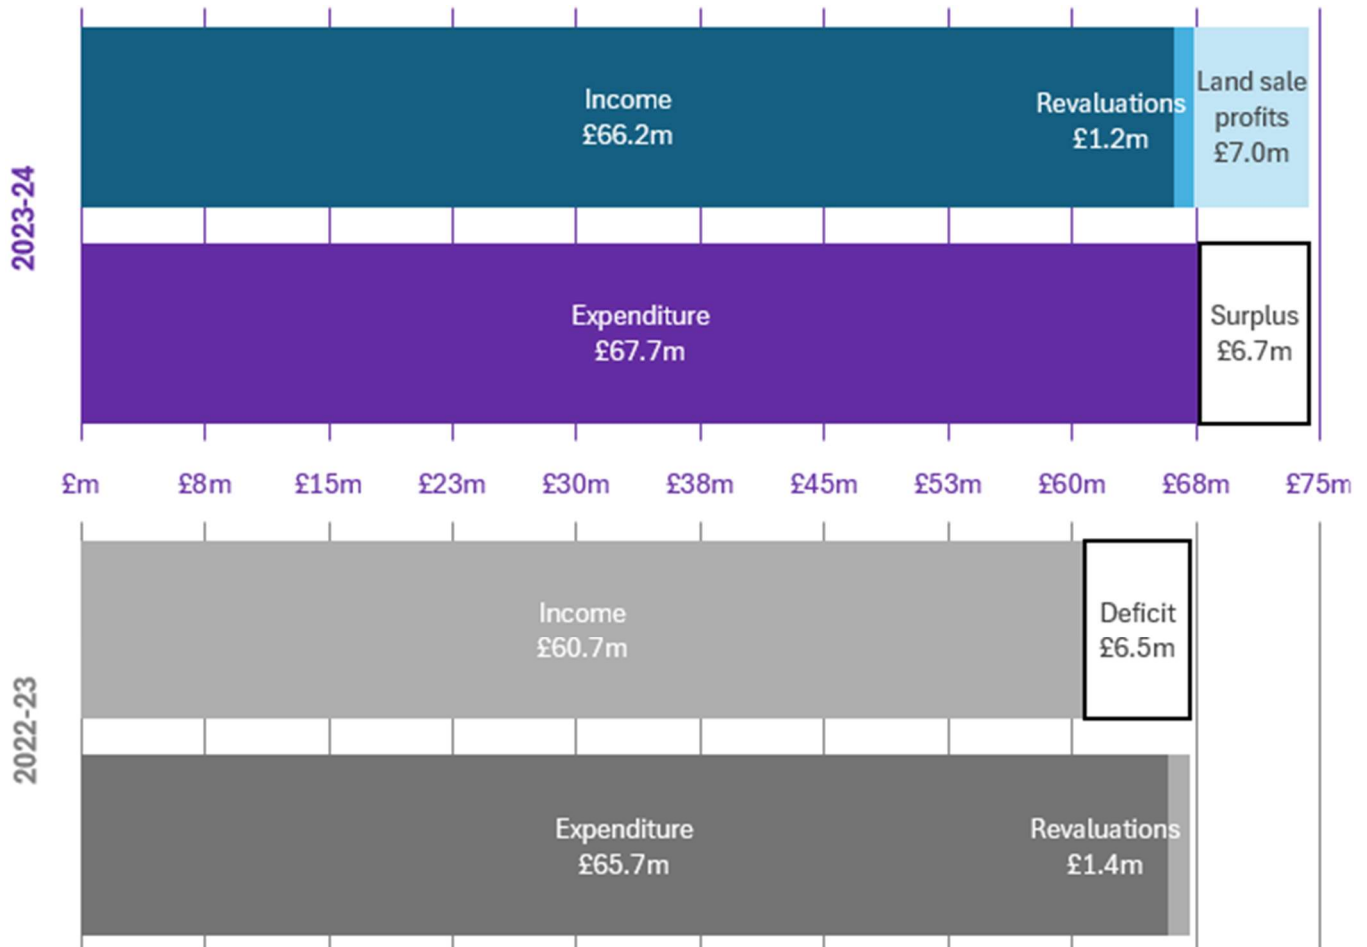 2023-24
Income
£66.2m
Revaluations
£1.2m
Land sale
profits
£7.0m
Expenditure
£67.7m
Surplus
£6.7m
£m £8m £15m £23m £30m £38m £45m £53m £60m £68m £75m
2022-23
Income
£60.7m
Deficit
£6.5m
Expenditure
£65.7m
Revaluations
£1.4m